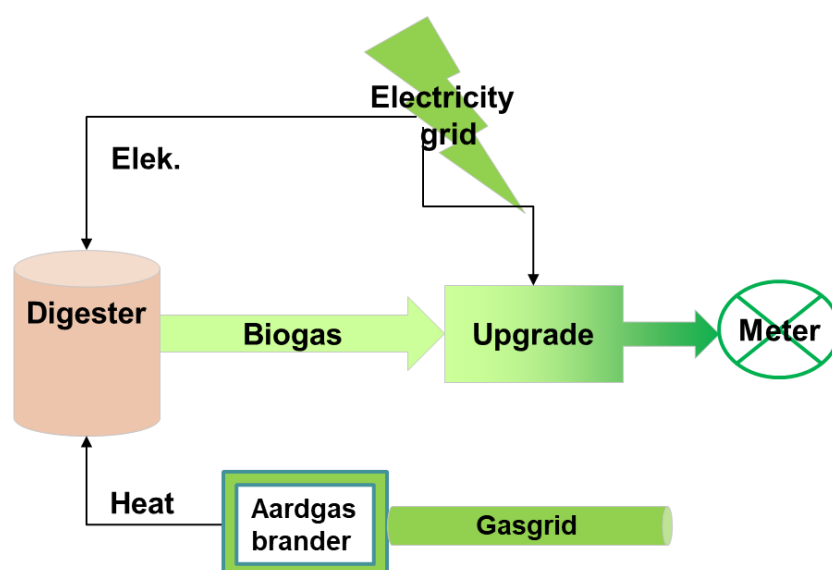 Electricity
grid
Elek.
Digester
Biogas
Upgrade
Meter
Heat
Aardgas
brander
Gasgrid